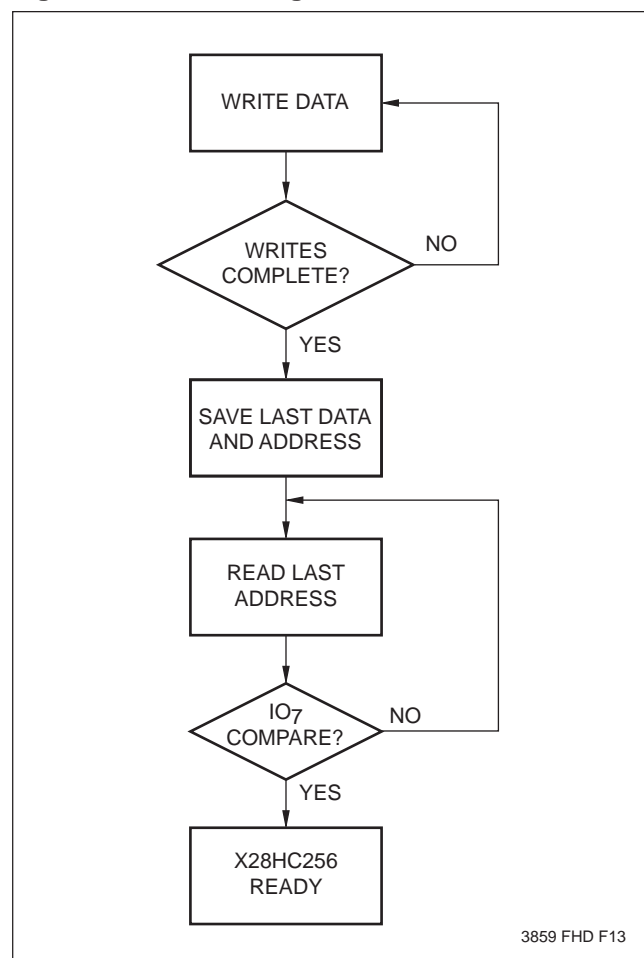 WRITE DATA
WRITES
COMPLETE?
NO
YES
SAVE LAST DATA
AND ADDRESS
READ LAST
ADDRESS
IO7
COMPARE?
NO
YES
X28HC256
READY
3859 FHD F13